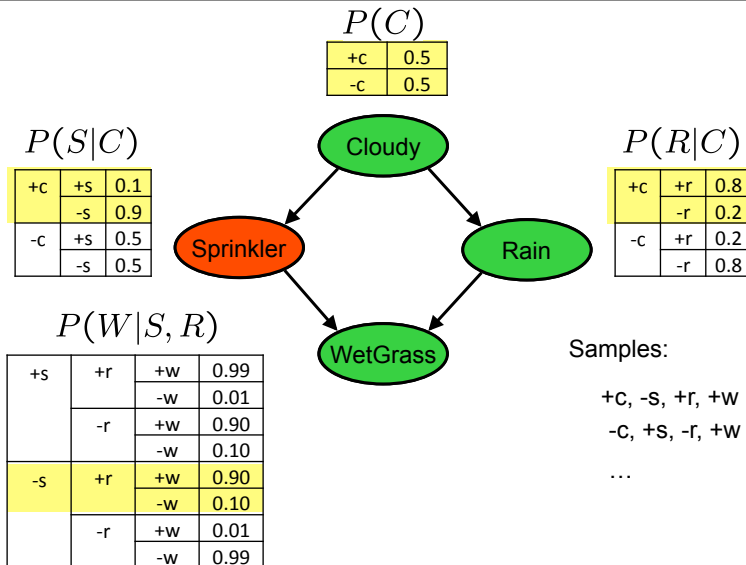 P(C)
+c 0.5
-c 0.5
Cloudy
P(S|C)
+c +s 0.1
-s 0.9
-c +s 0.5
-s 0.5
P(R|C)
+c +r 0.8
-r 0.2
-c +r 0.2
-r 0.8
Sprinkler
Rain
WetGrass
P(W|S, R)
+s +r +w 0.99
-w 0.01
-r +w 0.90
-w 0.10
-s +r +w 0.90
-w 0.10
-r +w 0.01
-w 0.99
Samples:
+c, -s, +r, +w
-c, +s, -r, +w
...